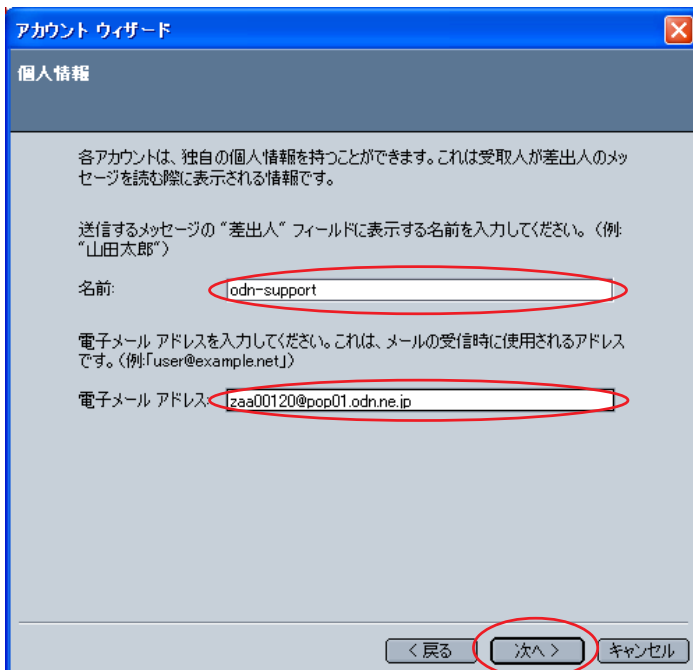 アカウント ウィザード
個人情報
各アカウントは、独自の個人情報を持つことができます。これは受取人が差出人のメッ
セージを読む際に表示される情報です。
送信するメッセージの “差出人” フィールドに表示する名前を入力してください。（例:
“山田太郎”）
名前: odn-support
電子メール アドレスを入力してください。これは、メールの受信時に使用されるアドレス
です。（例:「user@example.net」）
電子メール アドレス: zaa00120@pop01.odn.ne.jp
< 戻る 次へ > キャンセル